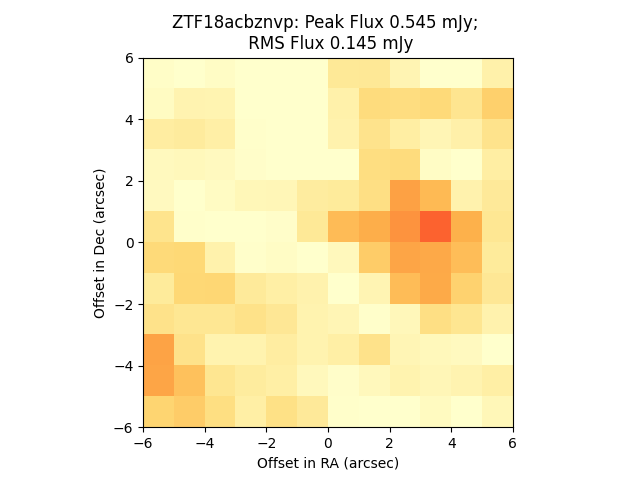 ZTF18acbznvp: Peak Flux 0.545 mJy;
RMS Flux 0.145 mJy
6
4
2
0
−2
−4
−6
Offset in Dec (arcsec)
−6 −4 −2 0 2 4 6
Offset in RA (arcsec)